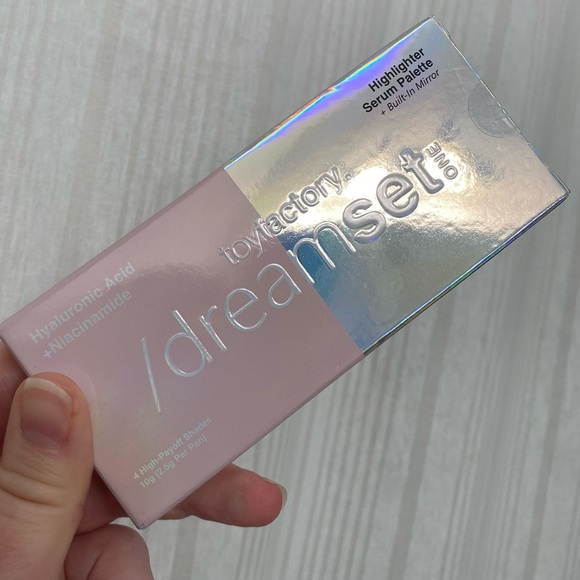 Highlighter
Serum Palette
+ Built-In Mirror
toyfactory™
/dreamset ONE
Hyaluronic Acid
+Niacinamide
4 High-Payoff Shades
10g (2.5g Per Pan)